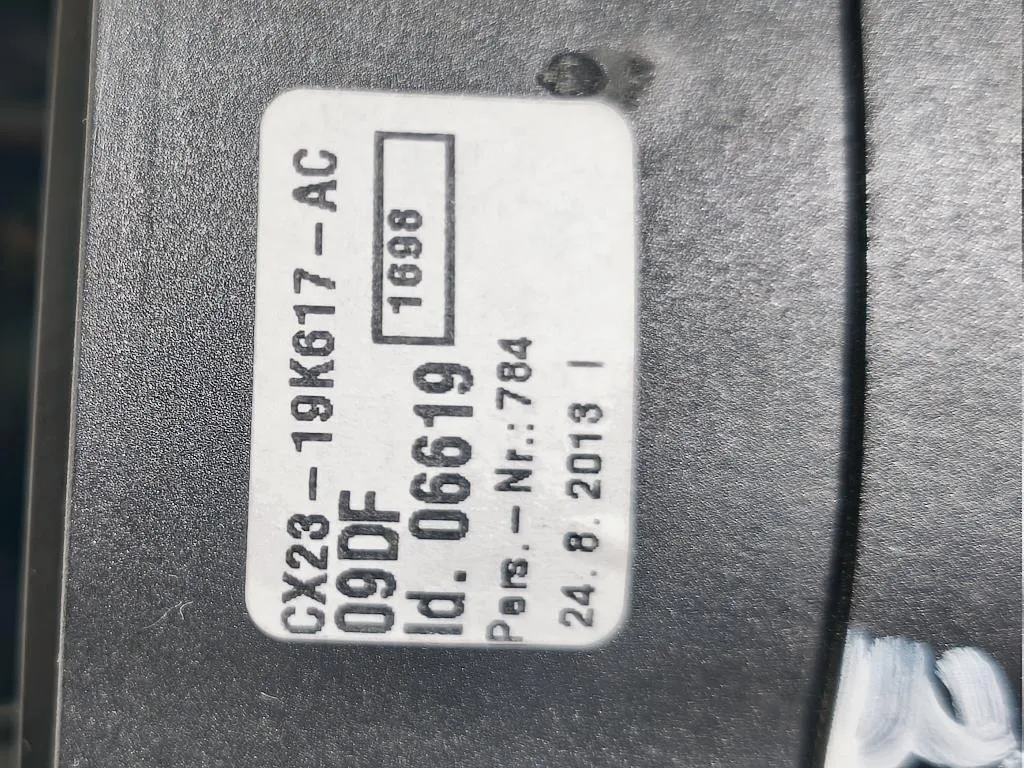 CX23-19K617-AC
09DF
Id. 06619
1698
Pers.-Nr.:784
24.8.2013 I